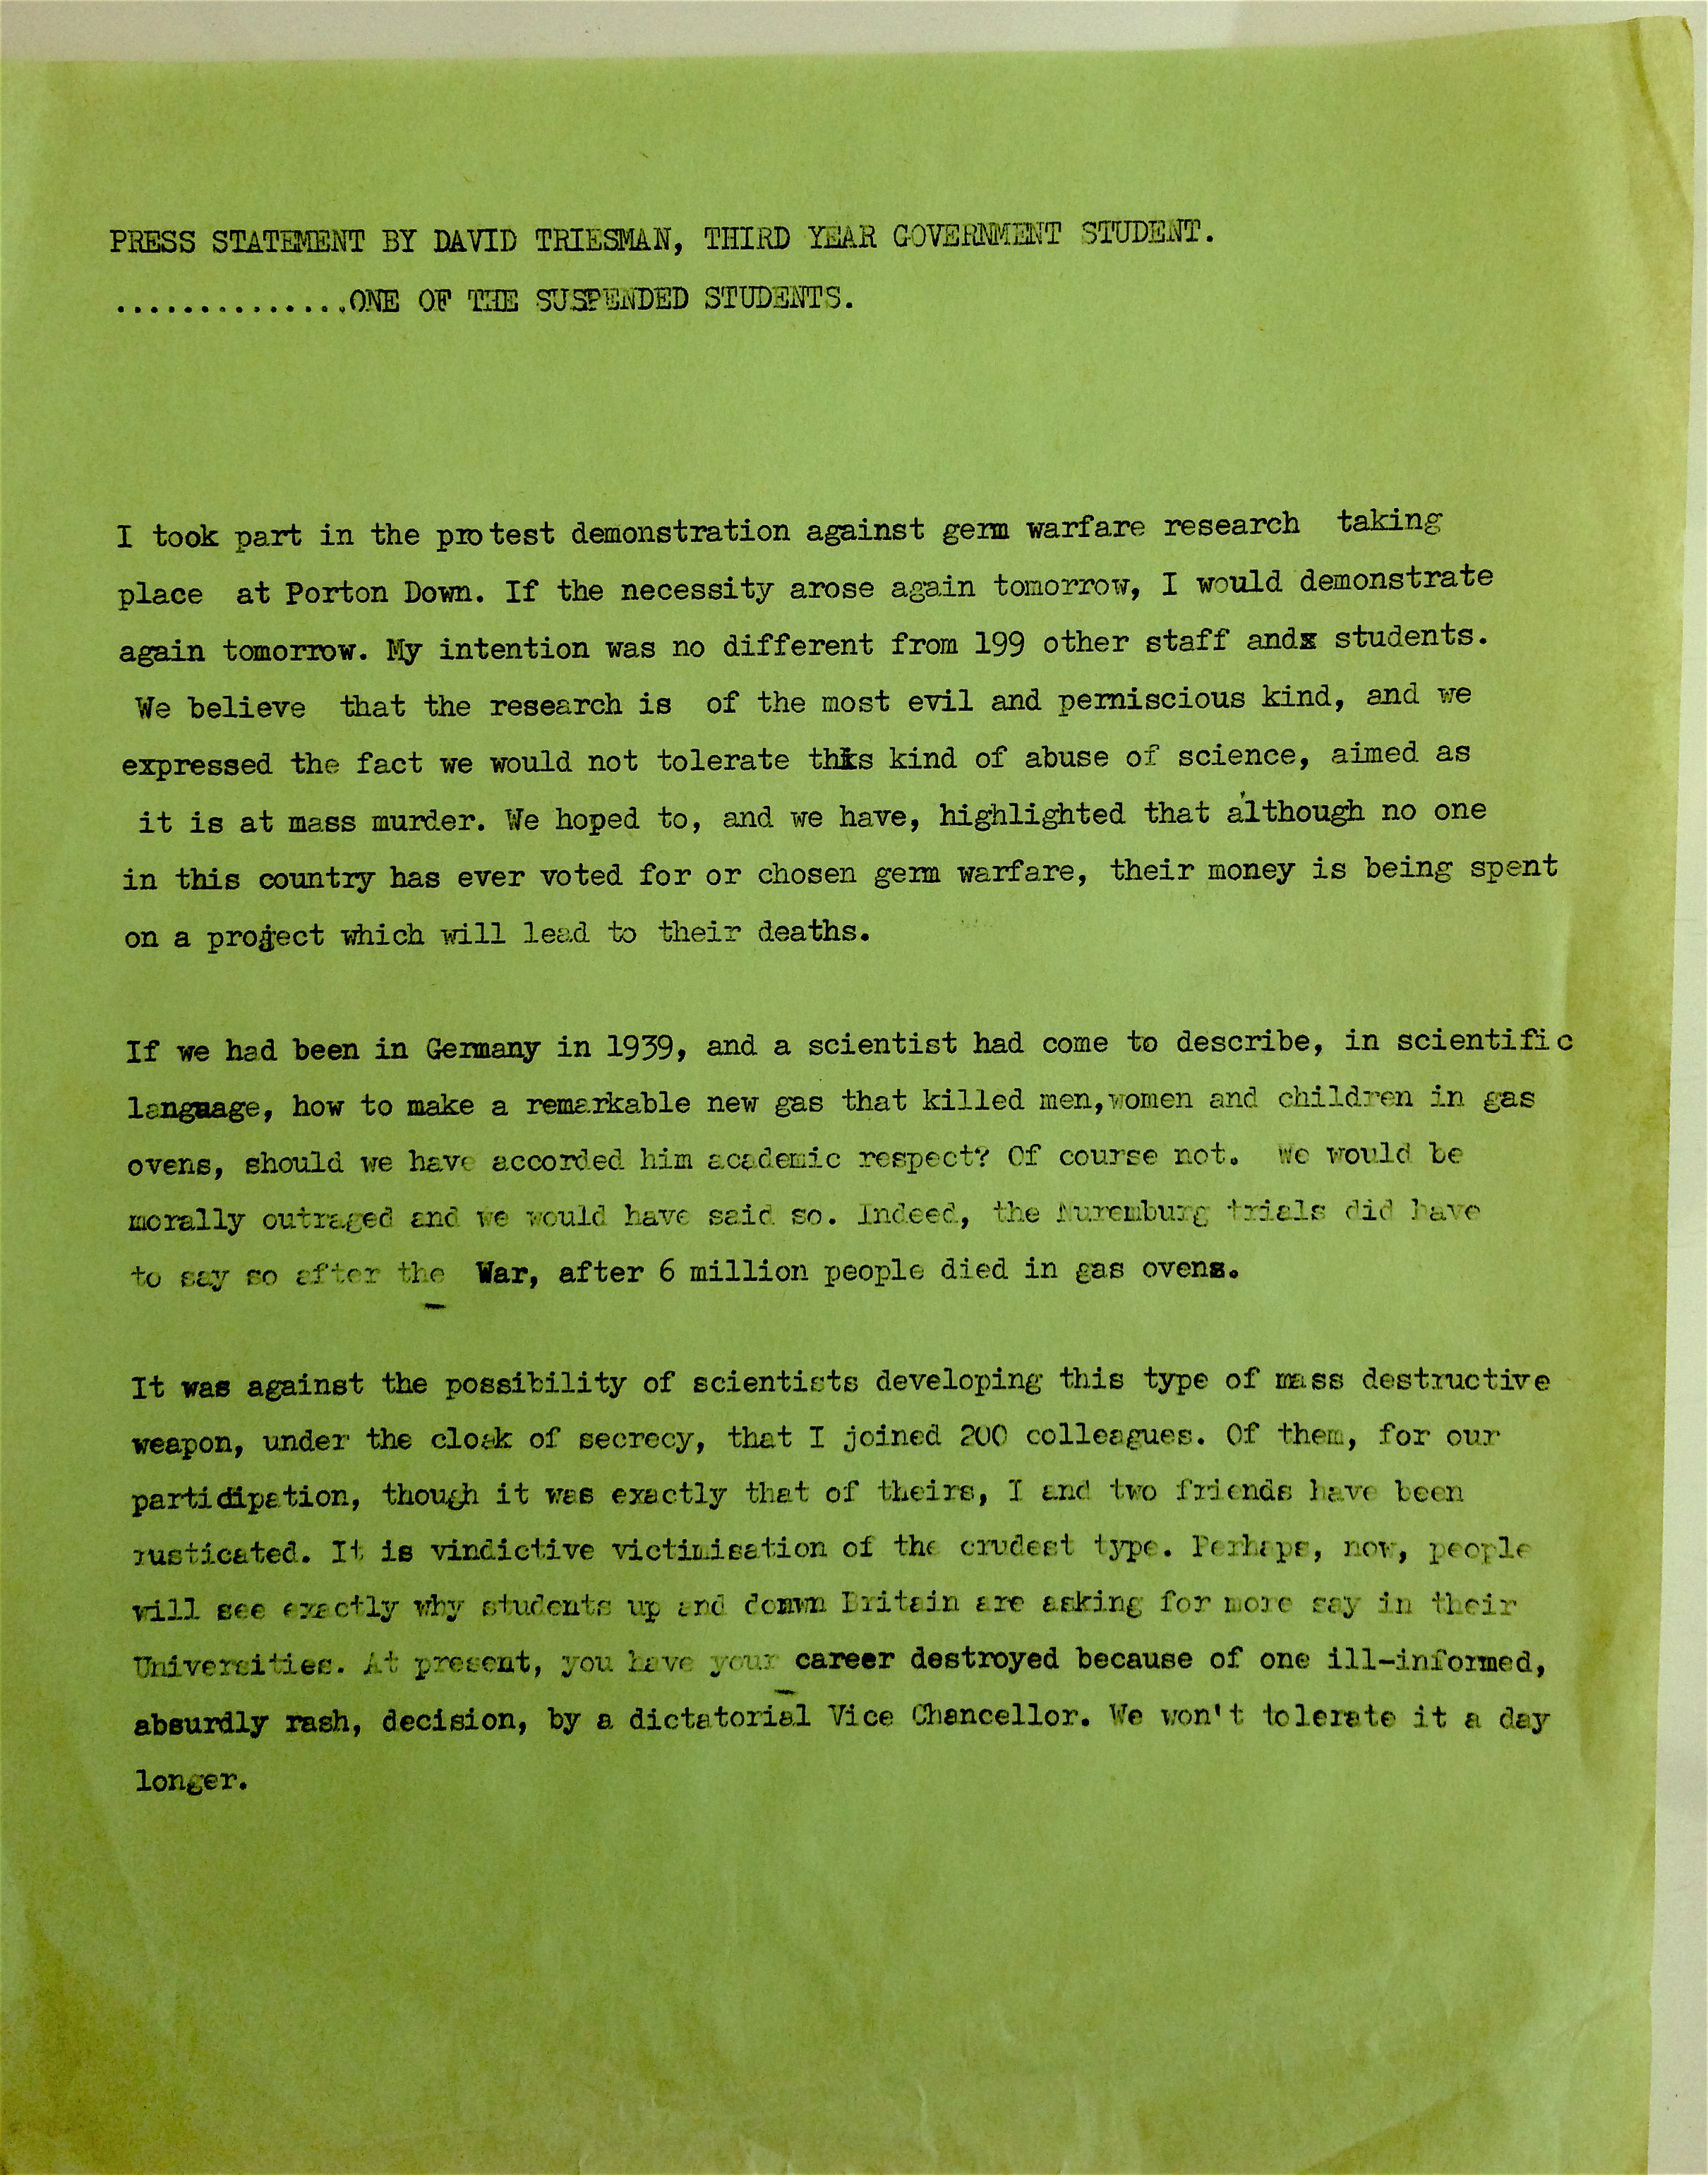 PRESS STATEMENT BY DAVID TRIESMAN, THIRD YEAR GOVERNMENT STUDENT.
..............ONE OF THE SUSPENDED STUDENTS.
I took part in the protest demonstration against germ warfare research taking
place at Porton Down. If the necessity arose again tomorrow, I would demonstrate
again tomorrow. My intention was no different from 199 other staff andx students.
We believe that the research is of the most evil and perniscious kind, and we
expressed the fact we would not tolerate this kind of abuse of science, aimed as
it is at mass murder. We hoped to, and we have, highlighted that although no one
in this country has ever voted for or chosen germ warfare, their money is being spent
on a project which will lead to their deaths.
If we had been in Germany in 1939, and a scientist had come to describe, in scientific
language, how to make a remarkable new gas that killed men,women and children in gas
ovens, should we have accorded him academic respect? Of course not. We would be
morally outraged and we would have said so. Indeed, the Nuremburg trials did have
to say so after the War, after 6 million people died in gas ovens.
It was against the possibility of scientists developing this type of mass destructive
weapon, under the cloak of secrecy, that I joined 200 colleagues. Of them, for our
partidipation, though it was exactly that of theirs, I and two friends have been
rusticated. It is vindictive victimisation of the crudest type. Perhaps, now, people
will see exactly why students up and down Britain are asking for more say in their
Universities. At present, you have your career destroyed because of one ill-informed,
absurdly rash, decision, by a dictatorial Vice Chancellor. We won't tolerate it a day
longer.